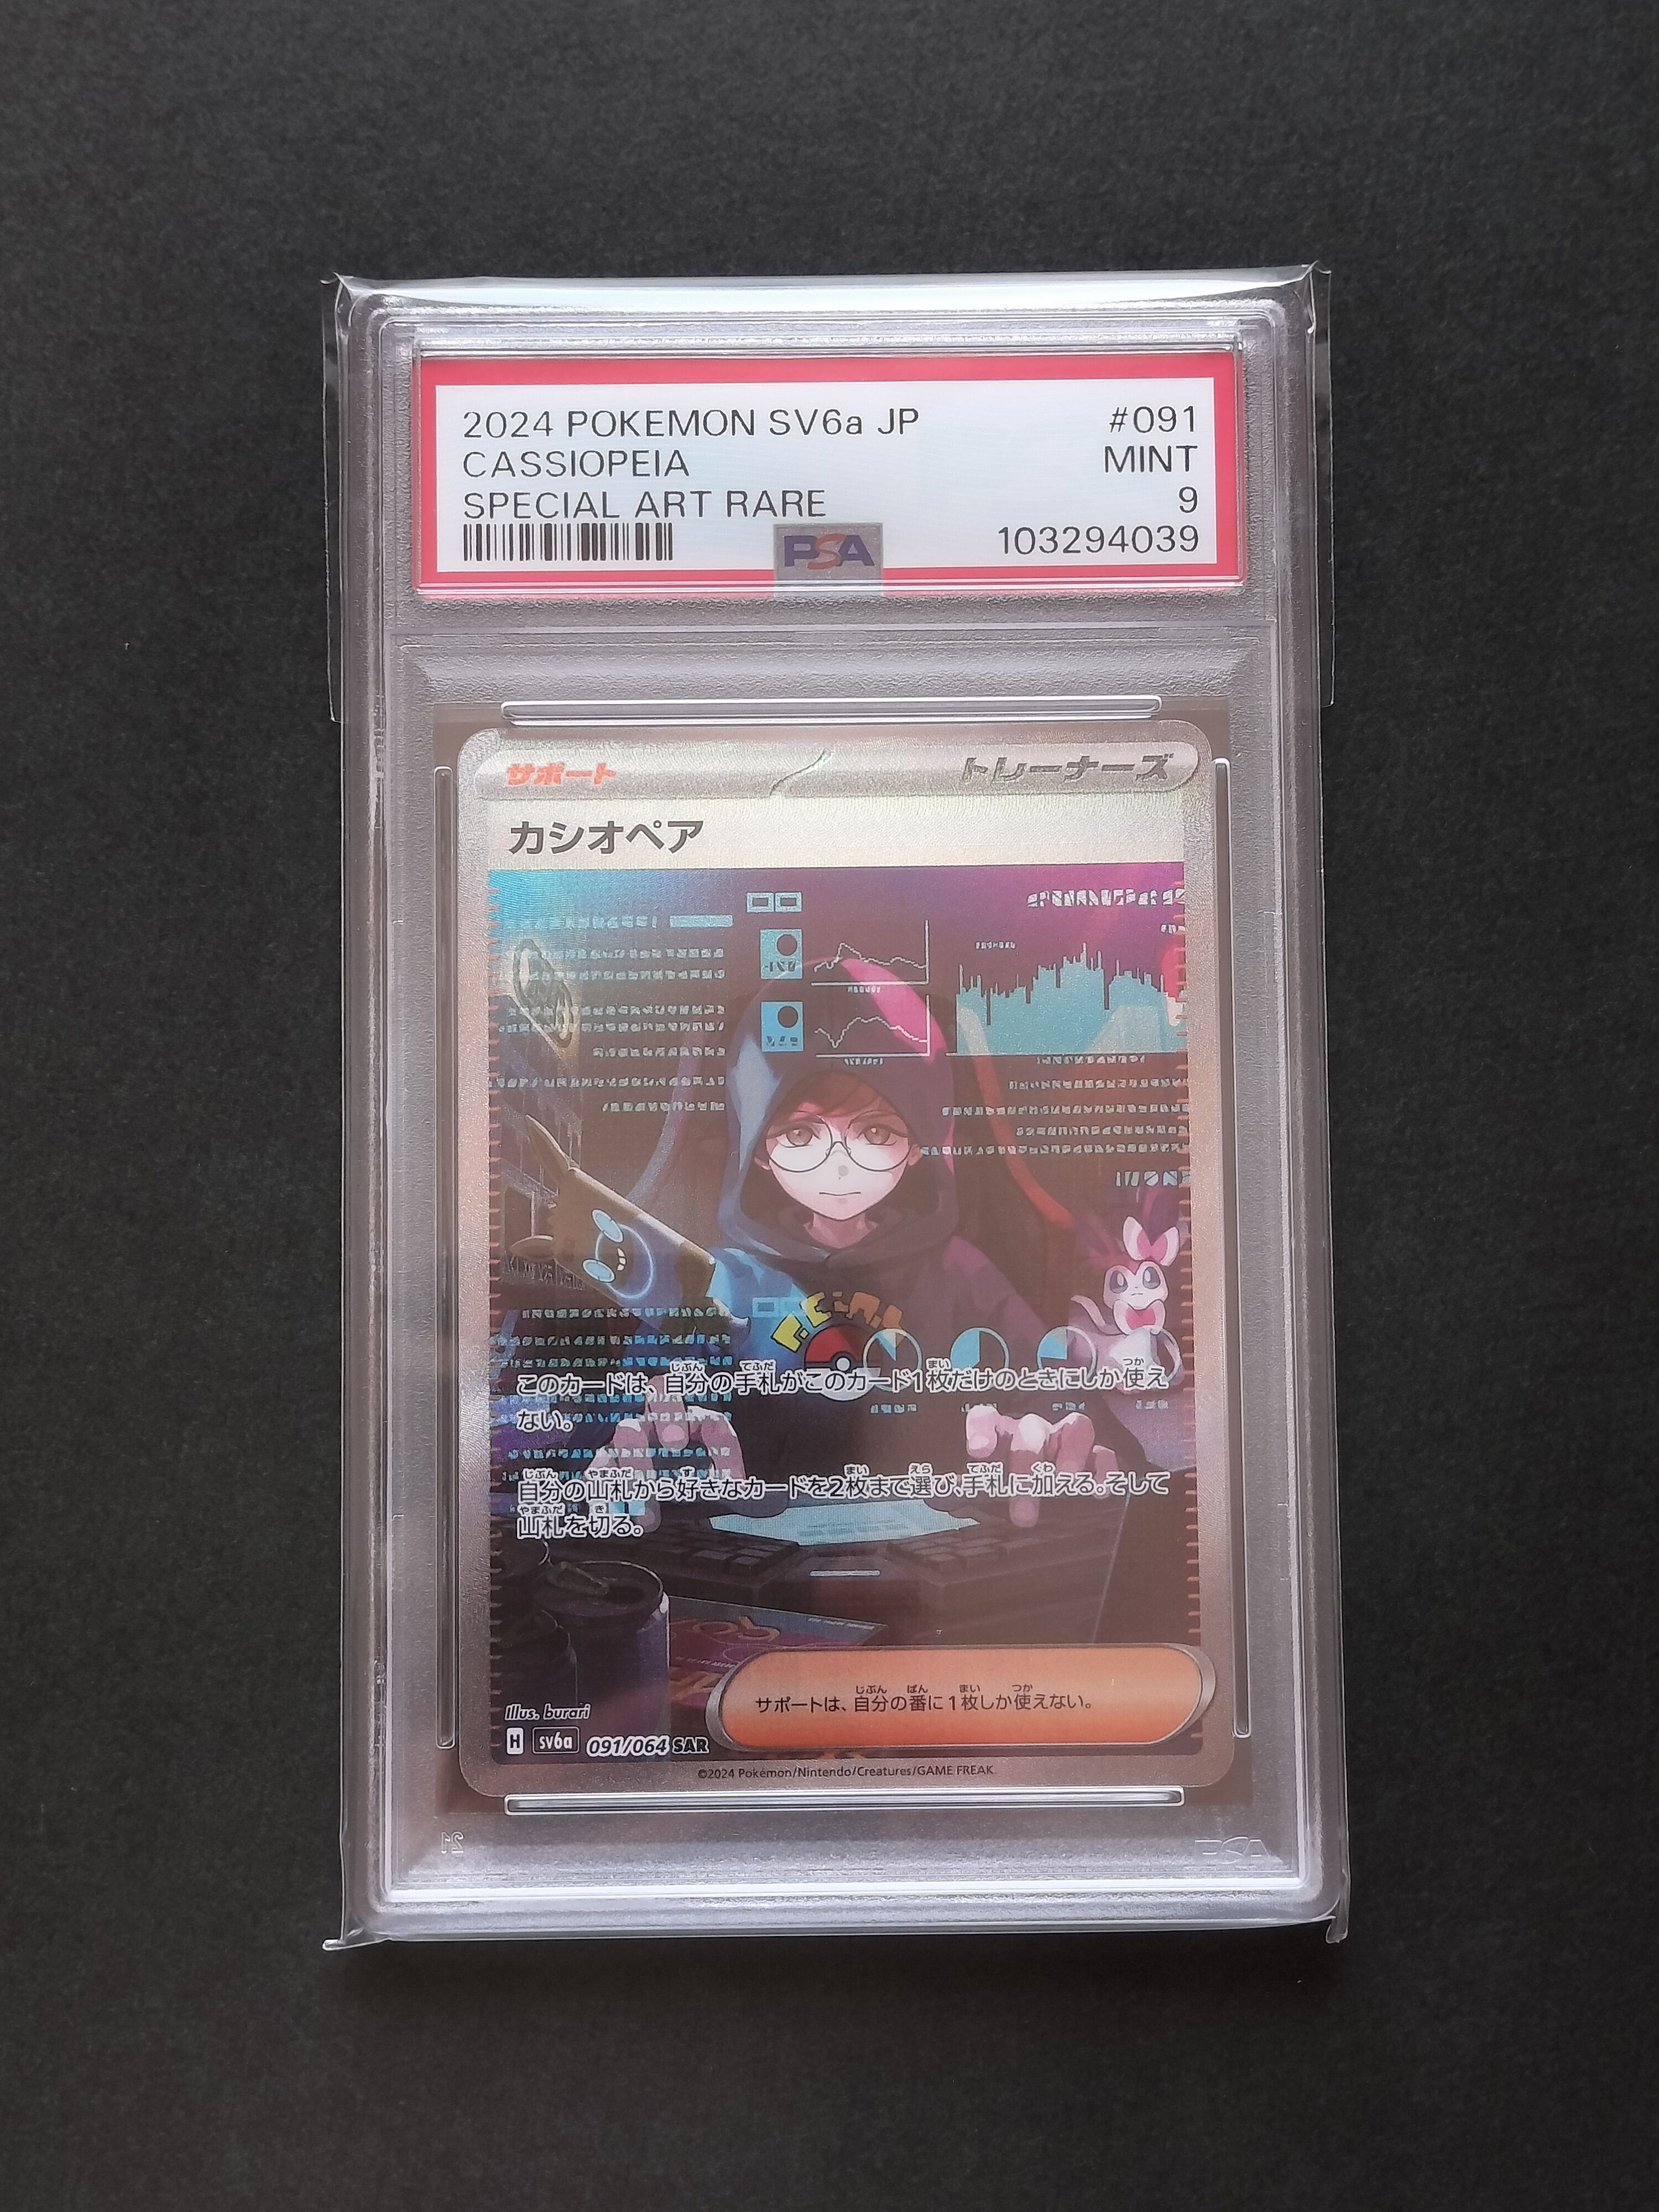 2024 POKEMON SV6a JP #091
CASSIOPEIA MINT
SPECIAL ART RARE 9
PSA 103294039
サポート トレーナーズ
カシオペア
このカードは、自分の手札がこのカード1枚だけのときにしか使え
ない。
自分の山札から好きなカードを2枚まで選び、手札に加える。そして
山札を切る。
サポートは、自分の番に1枚しか使えない。
Illus. burari
H sv6a 091/064 SAR
©2024 Pokémon/Nintendo/Creatures/GAME FREAK.
21 PSA